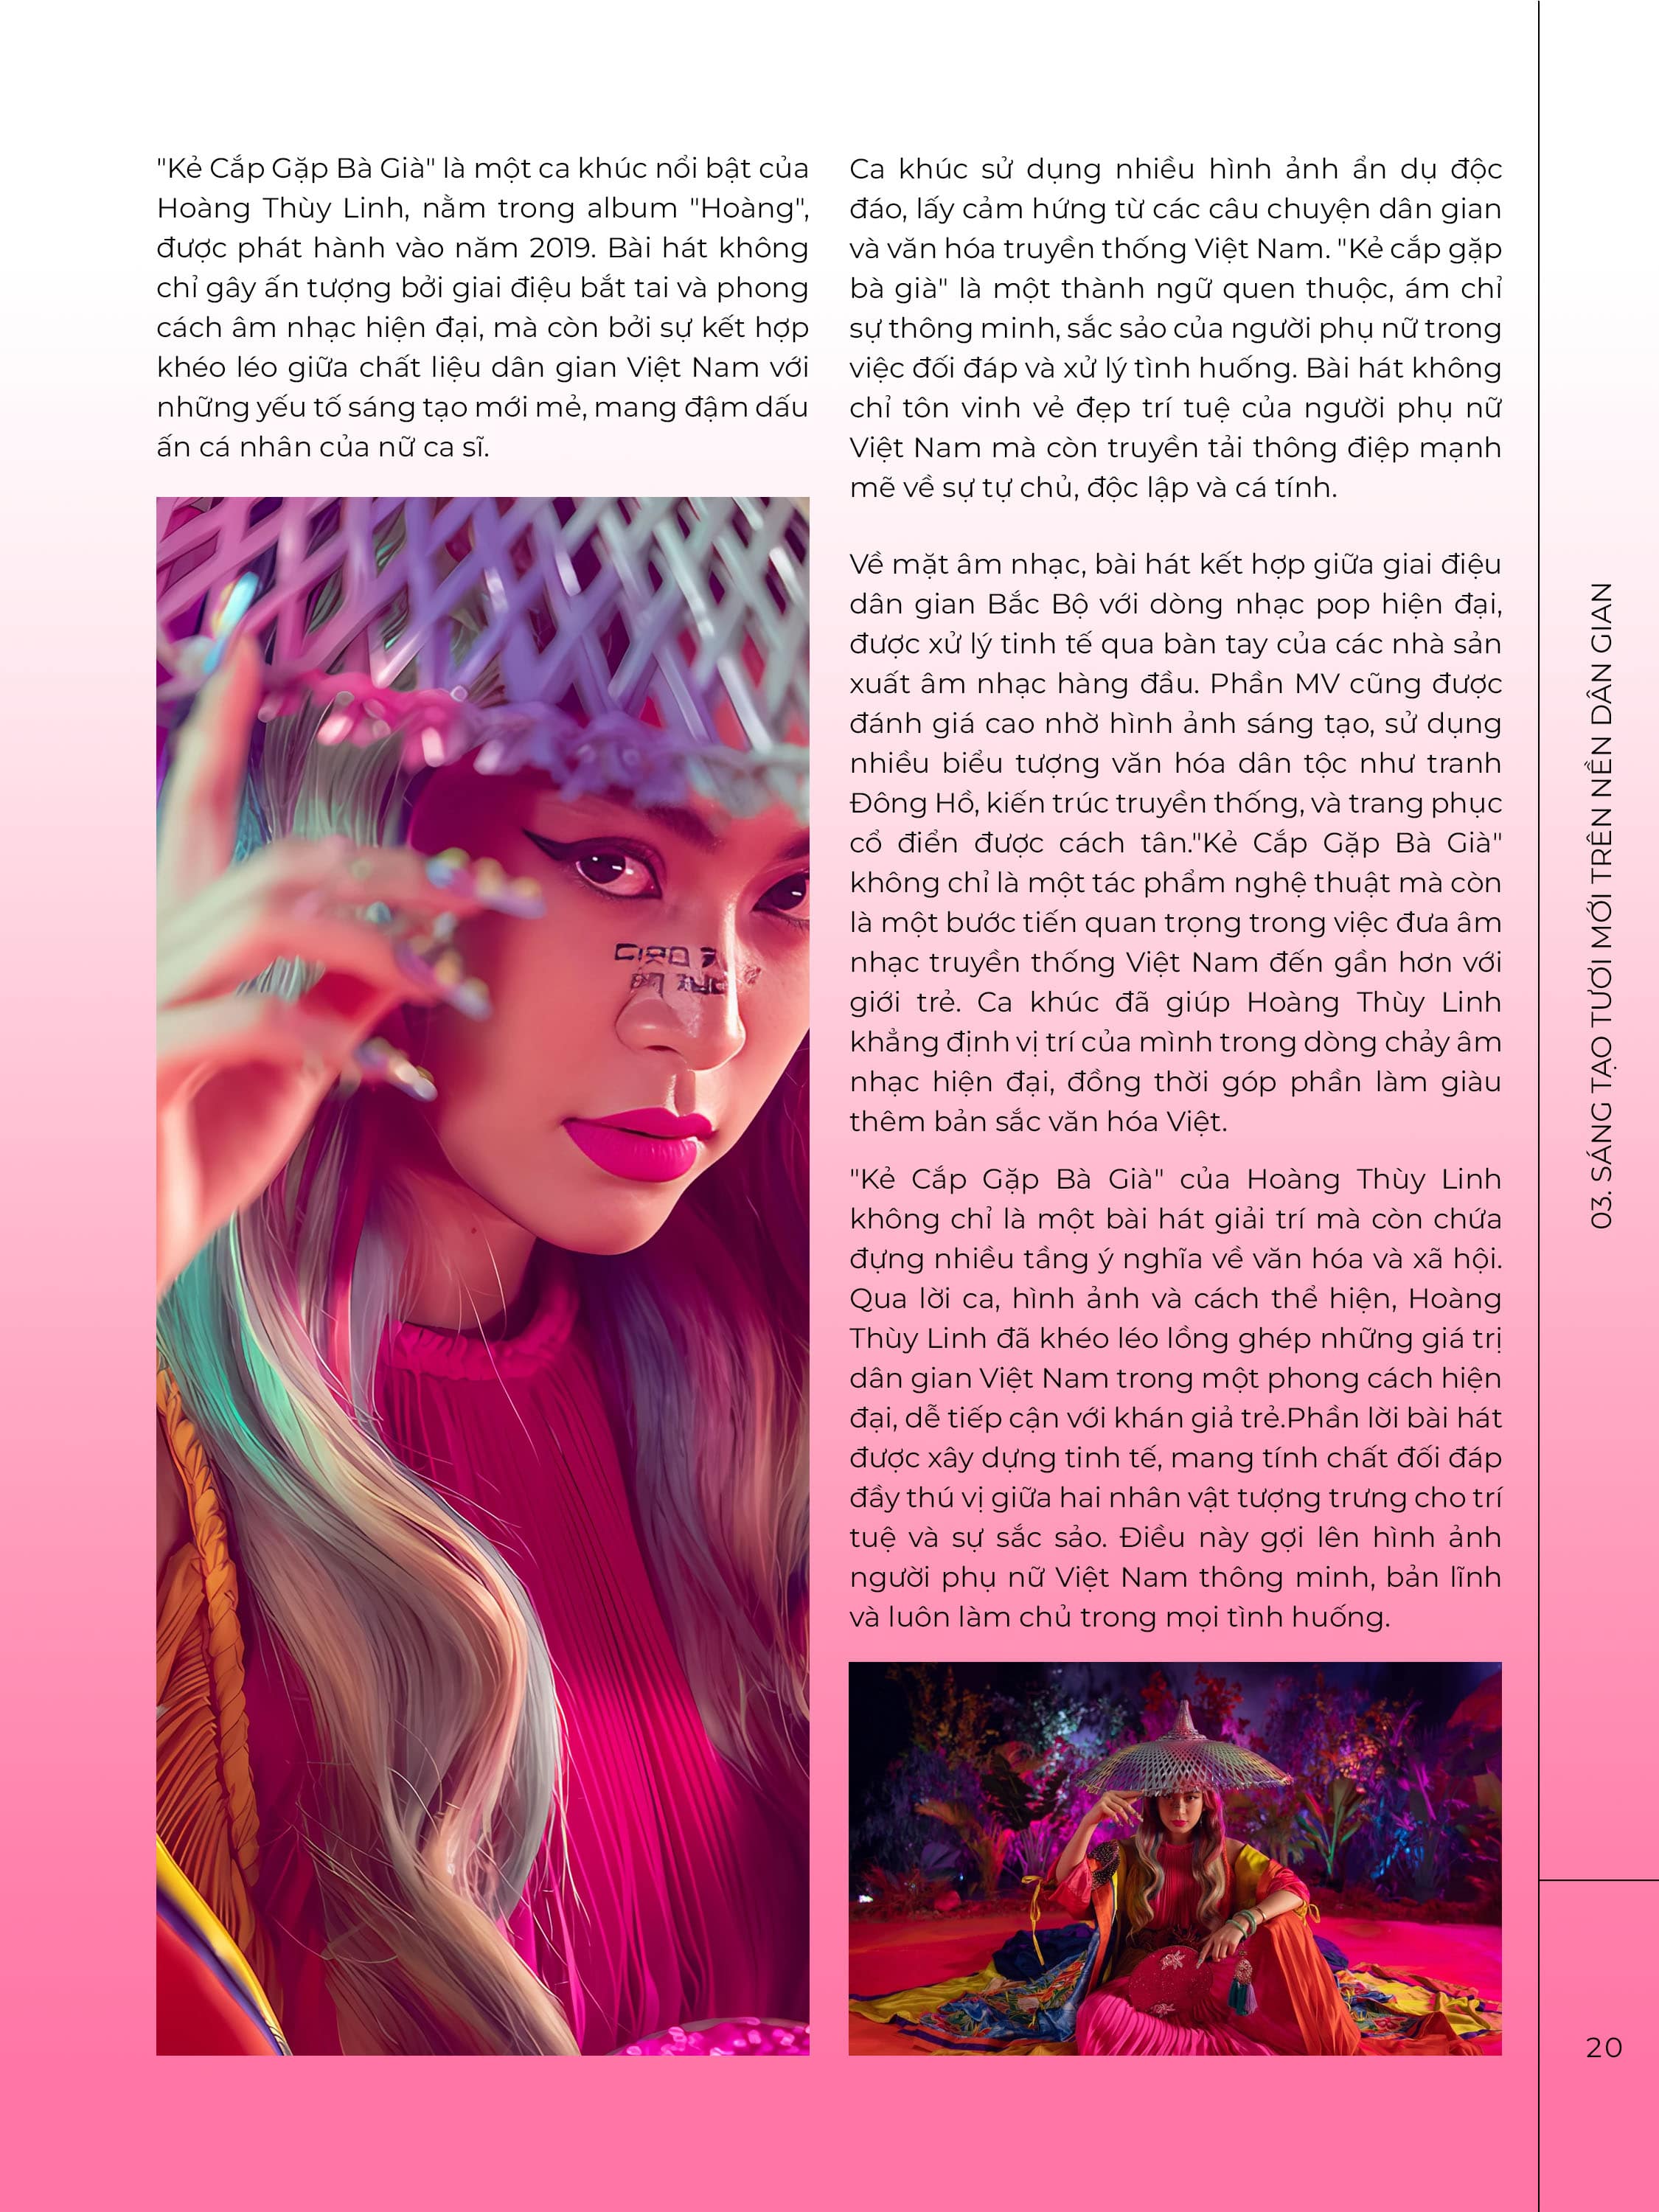 "Kẻ Cắp Gặp Bà Già" là một ca khúc nổi bật của
Hoàng Thùy Linh, nằm trong album "Hoàng",
được phát hành vào năm 2019. Bài hát không
chỉ gây ấn tượng bởi giai điệu bắt tai và phong
cách âm nhạc hiện đại, mà còn bởi sự kết hợp
khéo léo giữa chất liệu dân gian Việt Nam với
những yếu tố sáng tạo mới mẻ, mang đậm dấu
ấn cá nhân của nữ ca sĩ.
Ca khúc sử dụng nhiều hình ảnh ẩn dụ độc
đáo, lấy cảm hứng từ các câu chuyện dân gian
và văn hóa truyền thống Việt Nam. "Kẻ cắp gặp
bà già" là một thành ngữ quen thuộc, ám chỉ
sự thông minh, sắc sảo của người phụ nữ trong
việc đối đáp và xử lý tình huống. Bài hát không
chỉ tôn vinh vẻ đẹp trí tuệ của người phụ nữ
Việt Nam mà còn truyền tải thông điệp mạnh
mẽ về sự tự chủ, độc lập và cá tính.
Về mặt âm nhạc, bài hát kết hợp giữa giai điệu
dân gian Bắc Bộ với dòng nhạc pop hiện đại,
được xử lý tinh tế qua bàn tay của các nhà sản
xuất âm nhạc hàng đầu. Phần MV cũng được
đánh giá cao nhờ hình ảnh sáng tạo, sử dụng
nhiều biểu tượng văn hóa dân tộc như tranh
Đông Hồ, kiến trúc truyền thống, và trang phục
cổ điển được cách tân."Kẻ Cắp Gặp Bà Già"
không chỉ là một tác phẩm nghệ thuật mà còn
là một bước tiến quan trọng trong việc đưa âm
nhạc truyền thống Việt Nam đến gần hơn với
giới trẻ. Ca khúc đã giúp Hoàng Thùy Linh
khẳng định vị trí của mình trong dòng chảy âm
nhạc hiện đại, đồng thời góp phần làm giàu
thêm bản sắc văn hóa Việt.
"Kẻ Cắp Gặp Bà Già" của Hoàng Thùy Linh
không chỉ là một bài hát giải trí mà còn chứa
đựng nhiều tầng ý nghĩa về văn hóa và xã hội.
Qua lời ca, hình ảnh và cách thể hiện, Hoàng
Thùy Linh đã khéo léo lồng ghép những giá trị
dân gian Việt Nam trong một phong cách hiện
đại, dễ tiếp cận với khán giả trẻ.Phần lời bài hát
được xây dựng tinh tế, mang tính chất đối đáp
đầy thú vị giữa hai nhân vật tượng trưng cho trí
tuệ và sự sắc sảo. Điều này gợi lên hình ảnh
người phụ nữ Việt Nam thông minh, bản lĩnh
và luôn làm chủ trong mọi tình huống.
03. SÁNG TẠO TƯƠI MỚI TRÊN NỀN DÂN GIAN
20